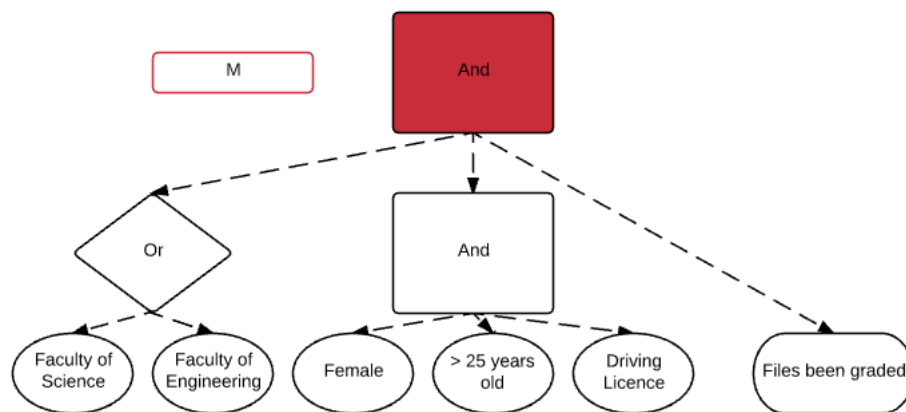 M
And
Or
And
Faculty of
Science
Faculty of
Engineering
Female
> 25 years
old
Driving
Licence
Files been graded